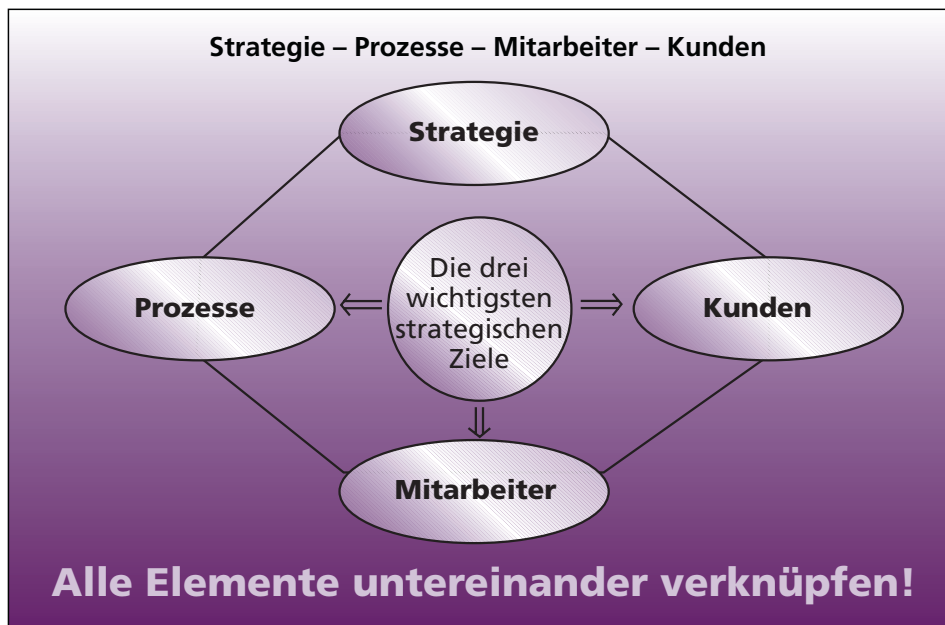 Strategie – Prozesse – Mitarbeiter – Kunden
Strategie
Prozesse
Die drei
wichtigsten
strategischen
Ziele
Kunden
Mitarbeiter
Alle Elemente untereinander verknüpfen!